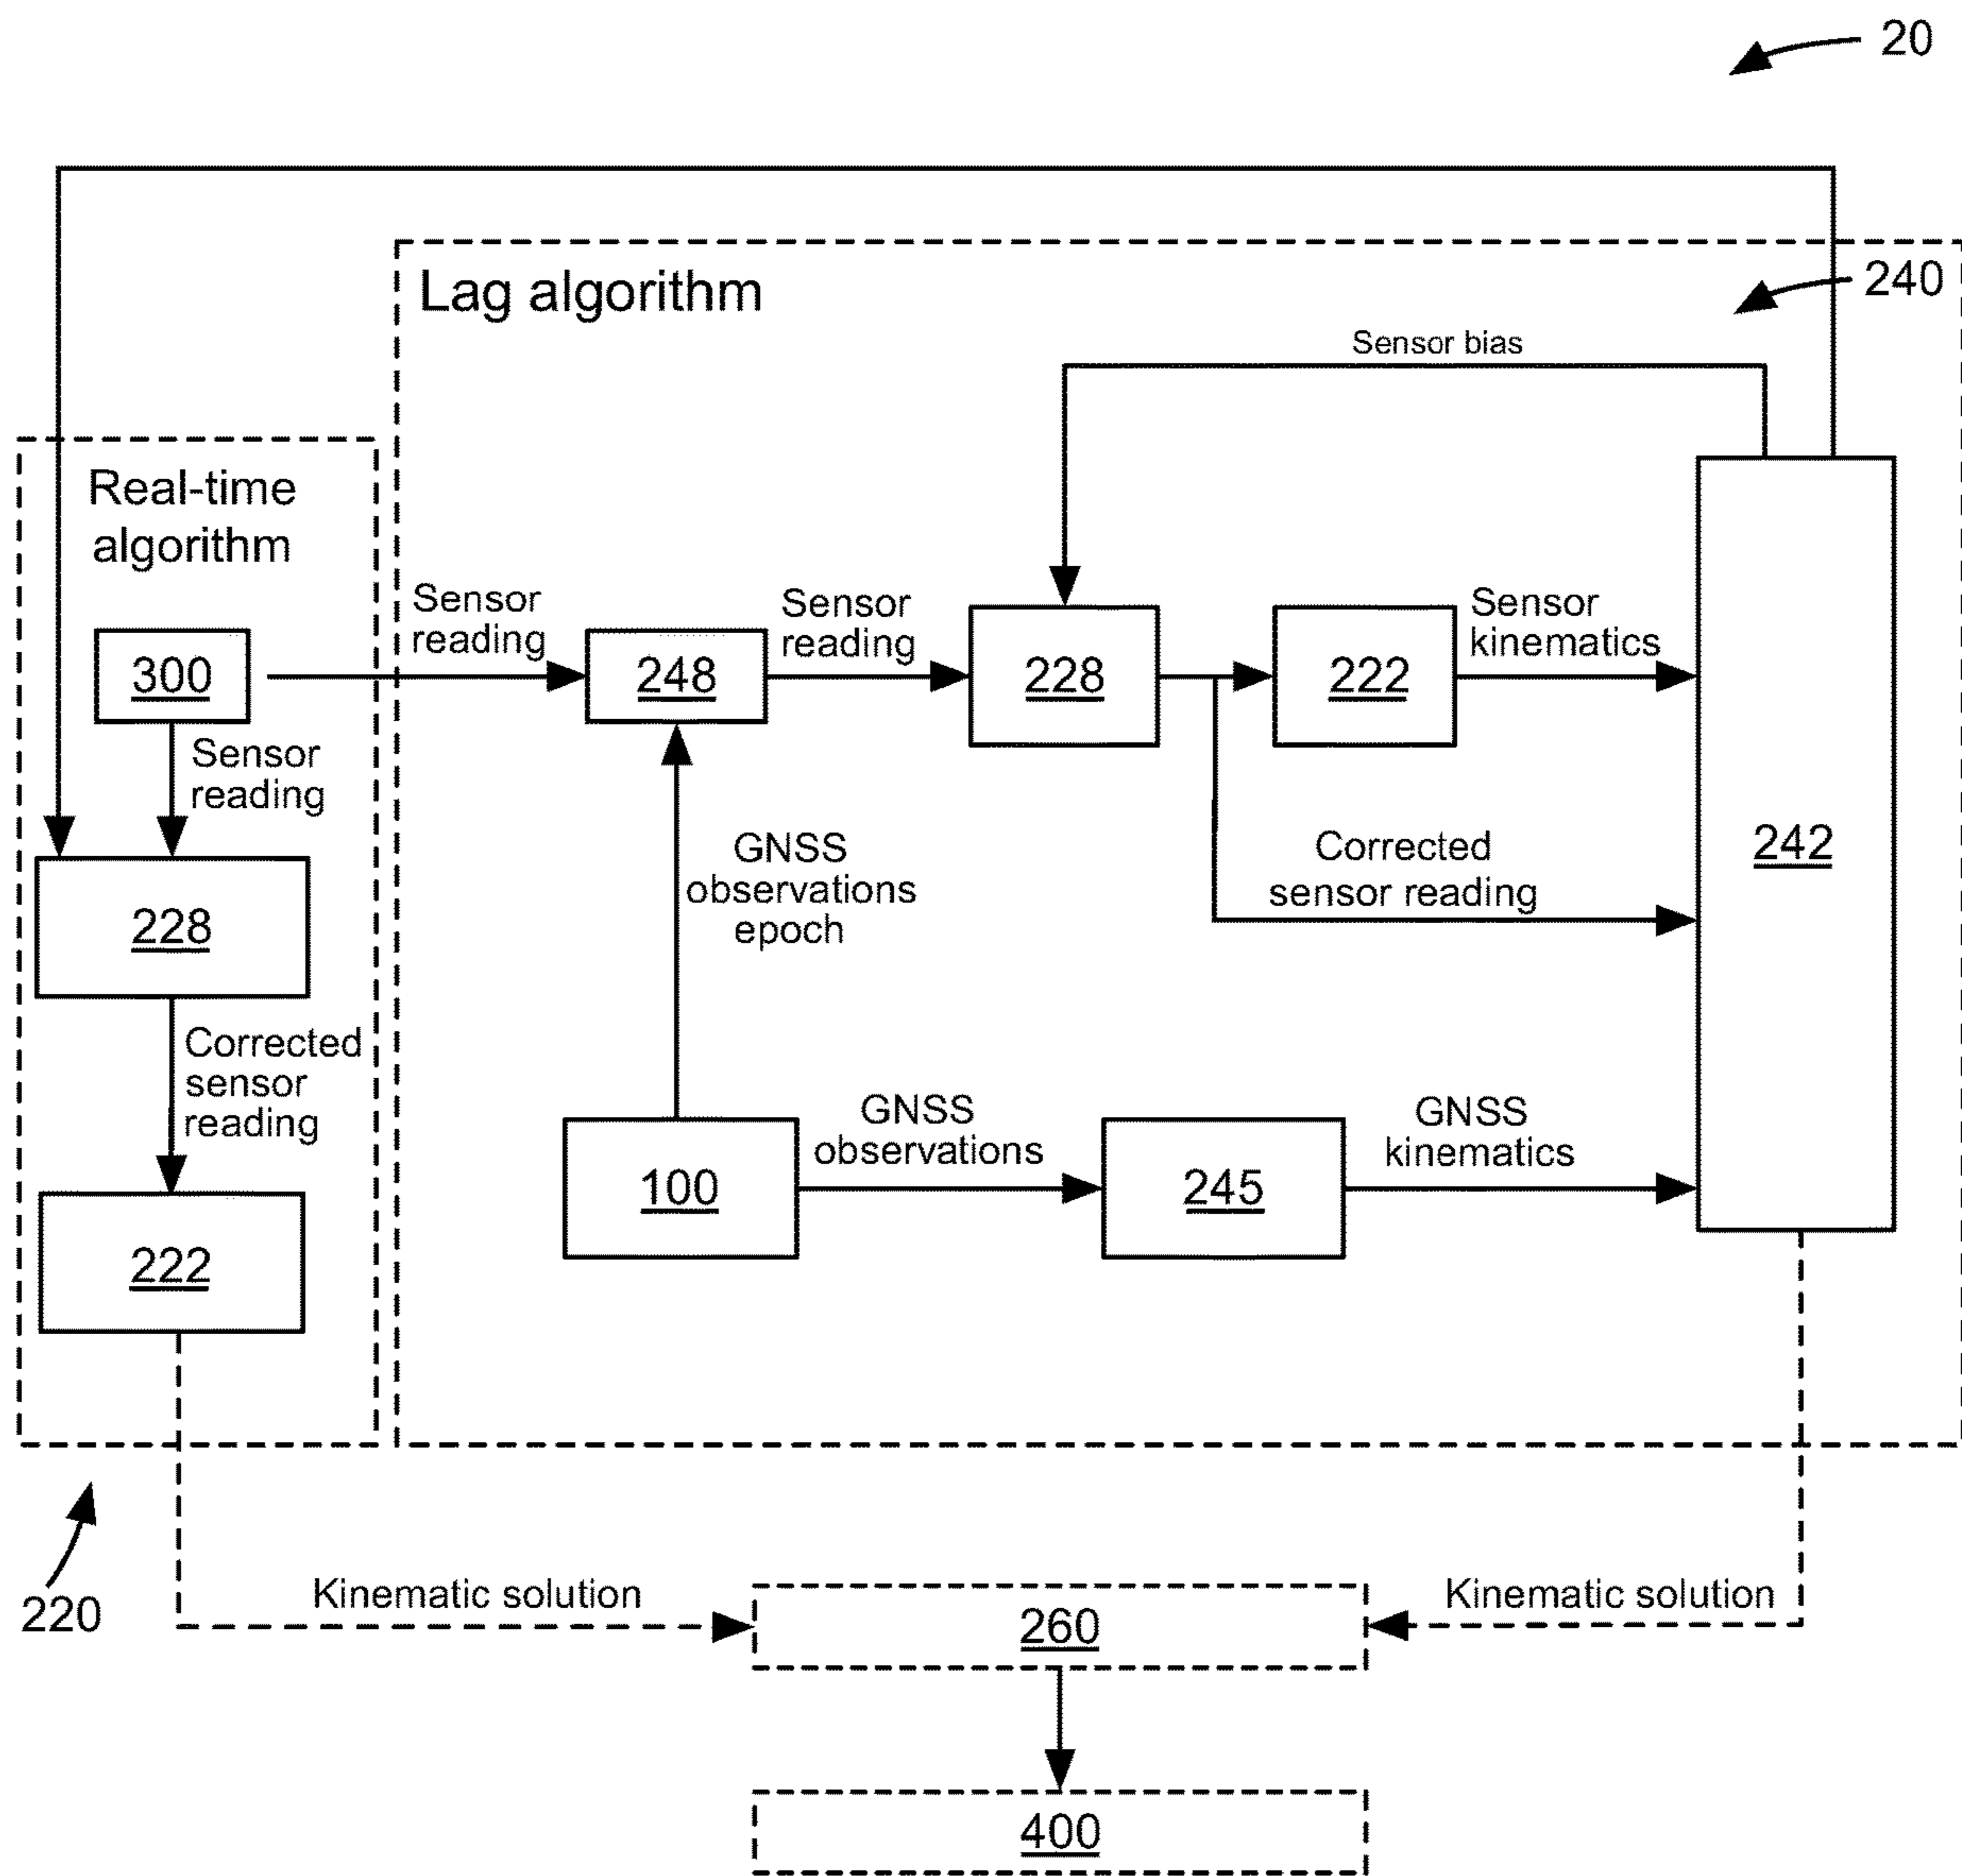 20
Lag algorithm
240
Sensor bias
Real-time
algorithm
Sensor
reading
Sensor
reading
Sensor
kinematics
300
248
228
222
Sensor
reading
GNSS
observations
epoch
Corrected
sensor reading
242
228
Corrected
sensor
reading
GNSS
observations
GNSS
kinematics
100
245
222
220
Kinematic solution
Kinematic solution
260
400